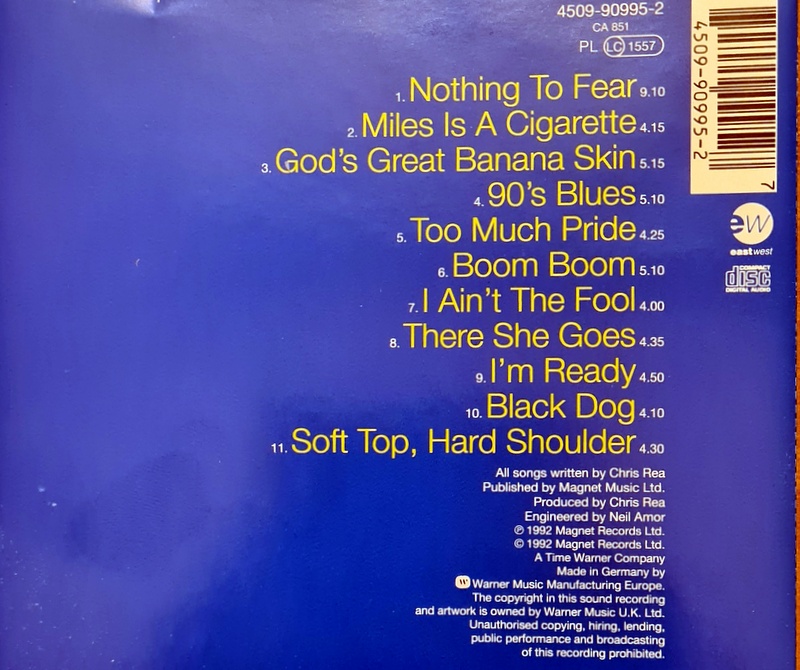 4509-90995-2
CA 851
PL LC 1557
1. Nothing To Fear 9.10
2. Miles Is A Cigarette 4.15
3. God's Great Banana Skin 5.15
4. 90's Blues 5.10
5. Too Much Pride 4.25
6. Boom Boom 5.10
7. I Ain't The Fool 4.00
8. There She Goes 4.35
9. I'm Ready 4.50
10. Black Dog 4.10
11. Soft Top, Hard Shoulder 4.30
All songs written by Chris Rea
Published by Magnet Music Ltd.
Produced by Chris Rea
Engineered by Neil Amor
℗ 1992 Magnet Records Ltd.
© 1992 Magnet Records Ltd.
A Time Warner Company
Made in Germany by
W Warner Music Manufacturing Europe.
The copyright in this sound recording
and artwork is owned by Warner Music U.K. Ltd.
Unauthorised copying, hiring, lending,
public performance and broadcasting
of this recording prohibited.
4509-90995-2
7
ew
eastwest
COMPACT
disc
DIGITAL AUDIO